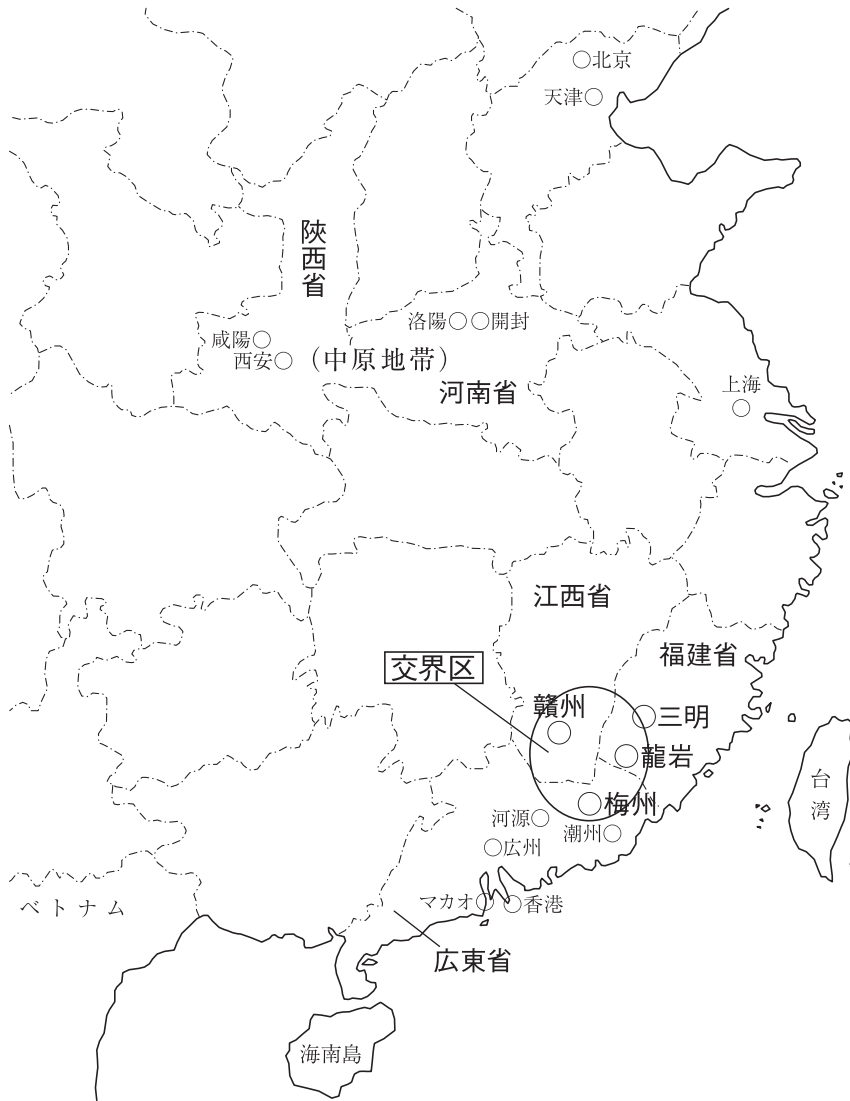 北京
天津
陝西省
洛陽
開封
咸陽
西安
（中原地帯）
河南省
上海
江西省
福建省
交界区
贛州
三明
龍岩
梅州
河源
潮州
広州
台湾
マカオ
香港
ベトナム
広東省
海南島